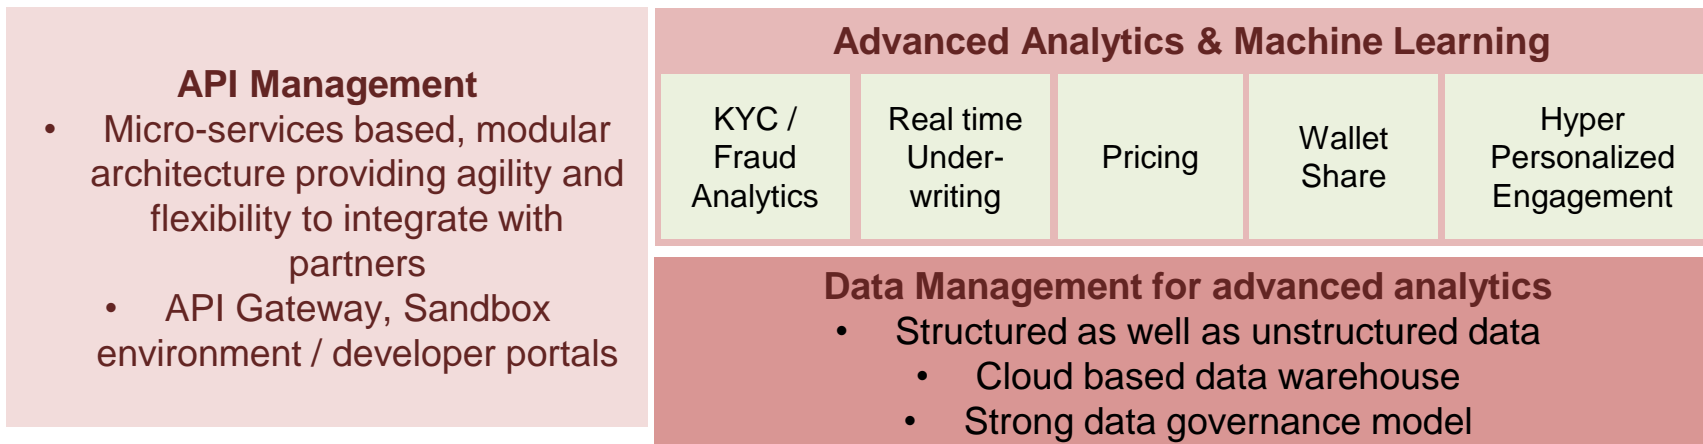 API Management
• Micro-services based, modular
architecture providing agility and
flexibility to integrate with
partners
• API Gateway, Sandbox
environment / developer portals
Advanced Analytics & Machine Learning
KYC /
Fraud
Analytics
Real time
Under-
writing
Pricing
Wallet
Share
Hyper
Personalized
Engagement
Data Management for advanced analytics
• Structured as well as unstructured data
• Cloud based data warehouse
• Strong data governance model